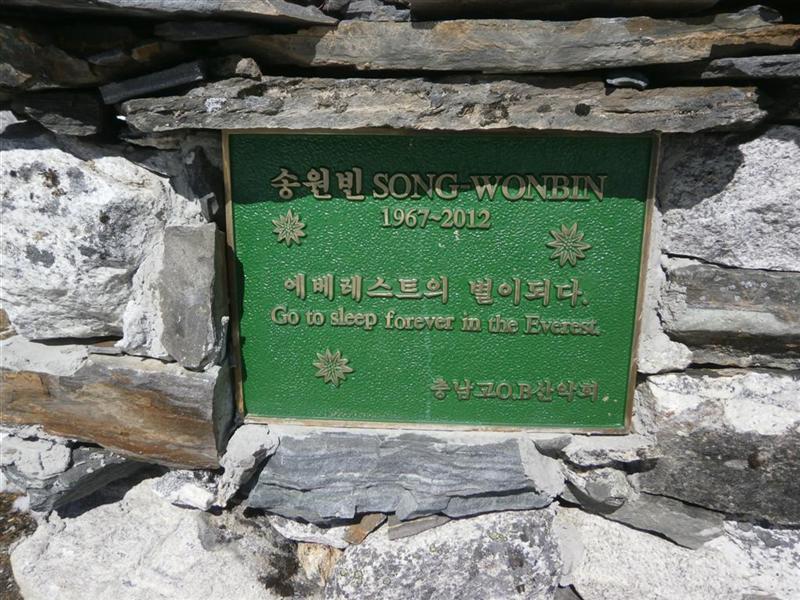 송원빈 SONG-WONBIN
1967~2012
에베레스트의 별이되다.
Go to sleep forever in the Everest.
충남고O.B산악회